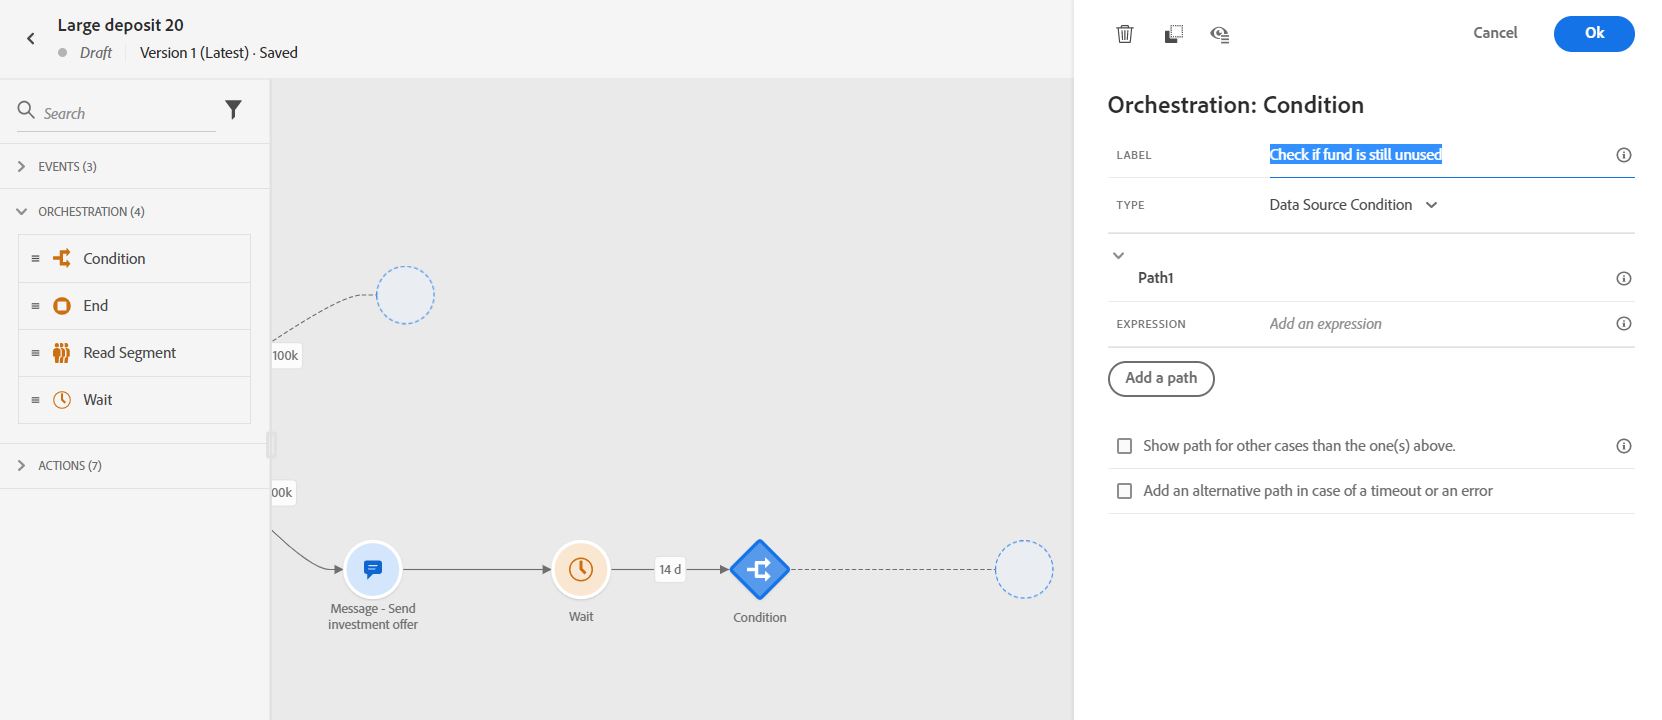 Large deposit 20
Draft
Version 1 (Latest) · Saved
Search
EVENTS (3)
ORCHESTRATION (4)
Condition
End
Read Segment
Wait
ACTIONS (7)
100k
00k
Message - Send
investment offer
Wait
14 d
Condition
Cancel
Ok
Orchestration: Condition
LABEL Check if fund is still unused
TYPE Data Source Condition
Path1
EXPRESSION Add an expression
Add a path
Show path for other cases than the one(s) above.
Add an alternative path in case of a timeout or an error